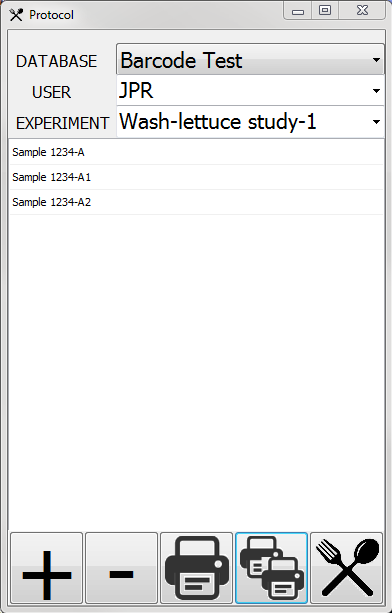 Protocol
DATABASE Barcode Test
USER JPR
EXPERIMENT Wash-lettuce study-1
Sample 1234-A
Sample 1234-A1
Sample 1234-A2
+ -